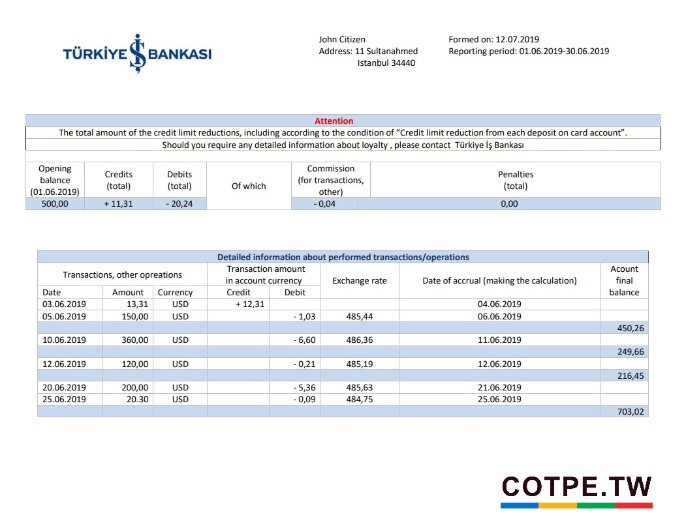 TÜRKİYE İŞ BANKASI
John Citizen
Address: 11 Sultanahmed
Istanbul 34440
Formed on: 12.07.2019
Reporting period: 01.06.2019-30.06.2019
Attention
The total amount of the credit limit reductions, including according to the condition of “Credit limit reduction from each deposit on card account”.
Should you require any detailed information about loyalty , please contact Türkiye İş Bankası
Opening balance (01.06.2019) Credits (total) Debits (total) Of which Commission (for transactions, other) Penalties (total)
500,00 + 11,31 - 20,24 - 0,04 0,00
Detailed information about performed transactions/operations
Transactions, other opreations Transaction amount in account currency Exchange rate Date of accrual (making the calculation) Acount final balance
Date Amount Currency Credit Debit
03.06.2019 13,31 USD + 12,31 04.06.2019
05.06.2019 150,00 USD - 1,03 485,44 06.06.2019
450,26
10.06.2019 360,00 USD - 6,60 486,36 11.06.2019
249,66
12.06.2019 120,00 USD - 0,21 485,19 12.06.2019
216,45
20.06.2019 200,00 USD - 5,36 485,63 21.06.2019
25.06.2019 20.30 USD - 0,09 484,75 25.06.2019
703,02
COTPE.TW